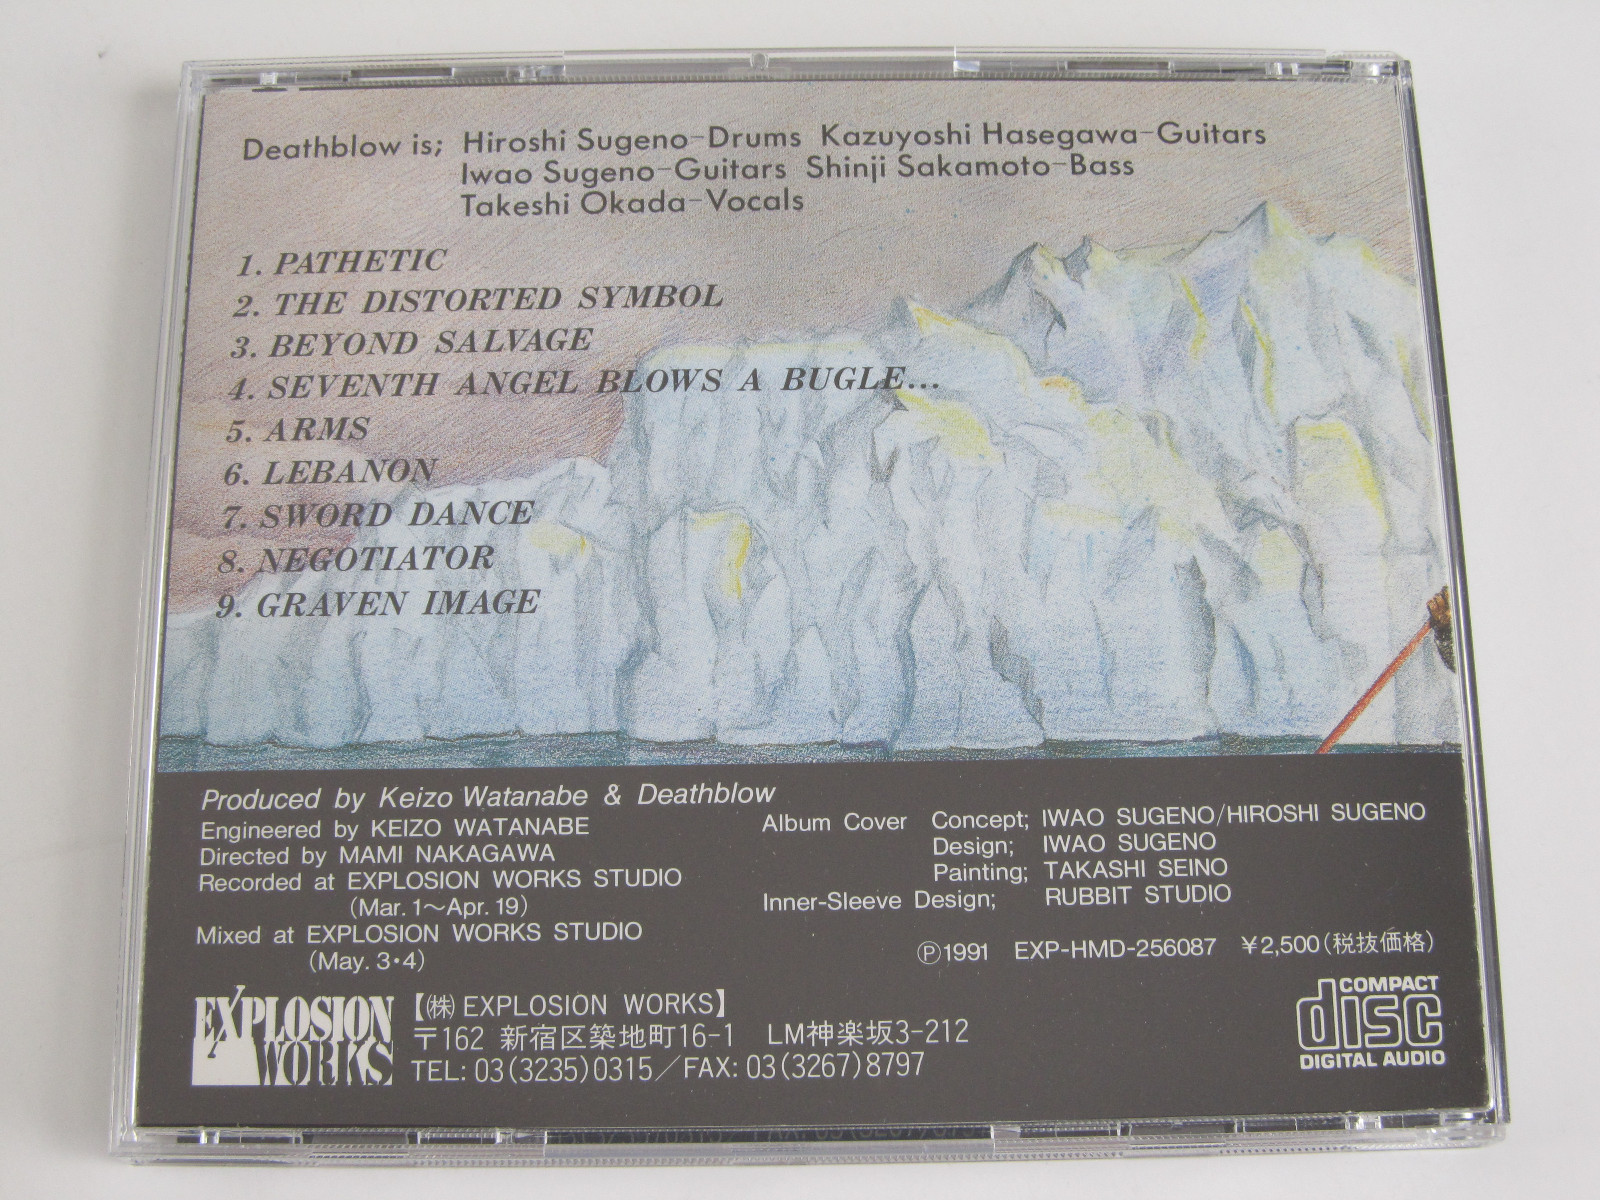 Deathblow is; Hiroshi Sugeno-Drums Kazuyoshi Hasegawa-Guitars
Iwao Sugeno-Guitars Shinji Sakamoto-Bass
Takeshi Okada-Vocals
1. PATHETIC
2. THE DISTORTED SYMBOL
3. BEYOND SALVAGE
4. SEVENTH ANGEL BLOWS A BUGLE...
5. ARMS
6. LEBANON
7. SWORD DANCE
8. NEGOTIATOR
9. GRAVEN IMAGE
Produced by Keizo Watanabe & Deathblow
Engineered by KEIZO WATANABE
Directed by MAMI NAKAGAWA
Recorded at EXPLOSION WORKS STUDIO
(Mar. 1～Apr. 19)
Mixed at EXPLOSION WORKS STUDIO
(May. 3・4)
Album Cover Concept; IWAO SUGENO/HIROSHI SUGENO
Design; IWAO SUGENO
Painting; TAKASHI SEINO
Inner-Sleeve Design; RUBBIT STUDIO
Ⓟ1991 EXP-HMD-256087 ¥2,500(税抜価格)
EXPLOSION
WORKS
【㈱ EXPLOSION WORKS】
〒162 新宿区築地町16-1 LM神楽坂3-212
TEL: 03(3235)0315／FAX: 03(3267)8797
COMPACT
disc
DIGITAL AUDIO